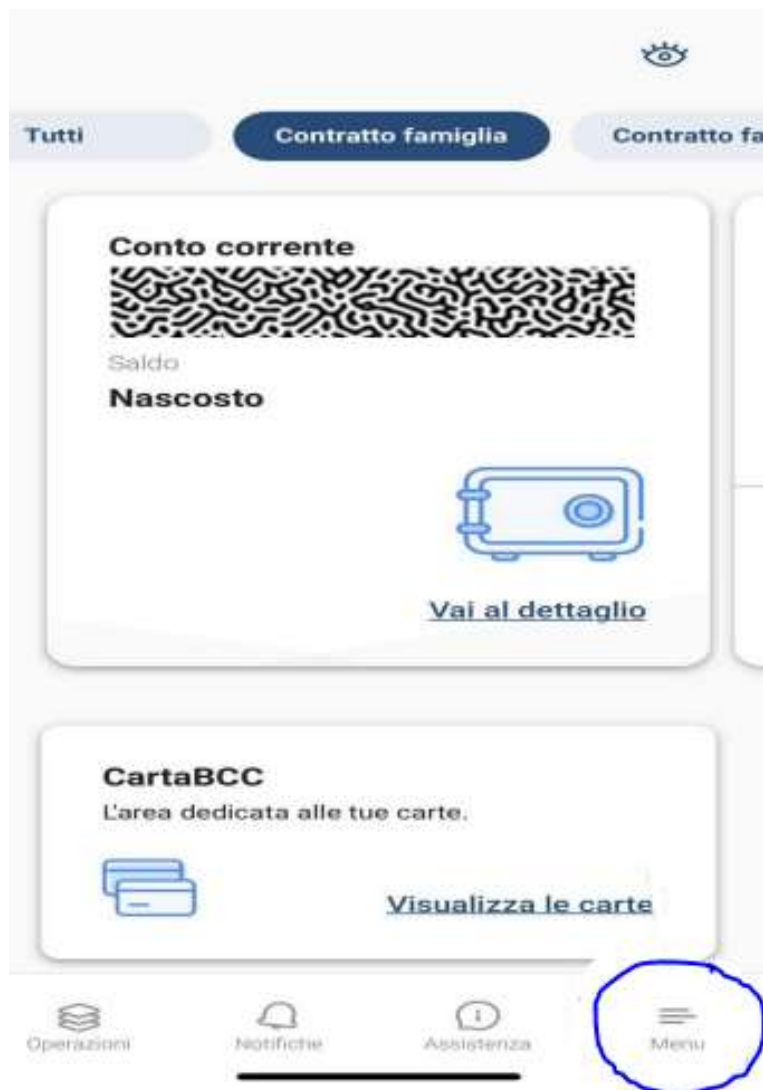 Tutti
Contratto famiglia
Contratto fa
Conto corrente
Saldo
Nascosto
Vai al dettaglio
CartaBCC
L'area dedicata alle tue carte.
Visualizza le carte
Operazioni
Notifiche
Assistenza
Menu